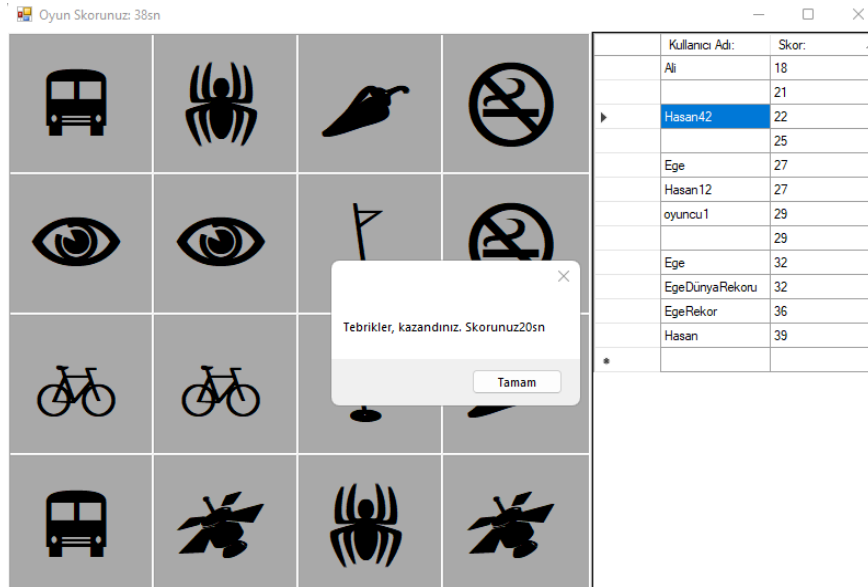 Oyun Skorunuz: 38sn
Kullanıcı Adı: Skor:
Ali 18
21
Hasan42 22
25
Ege 27
Hasan12 27
oyuncu1 29
29
Ege 32
EgeDünyaRekoru 32
EgeRekor 36
Hasan 39
Tebrikler, kazandınız. Skorunuz20sn
Tamam